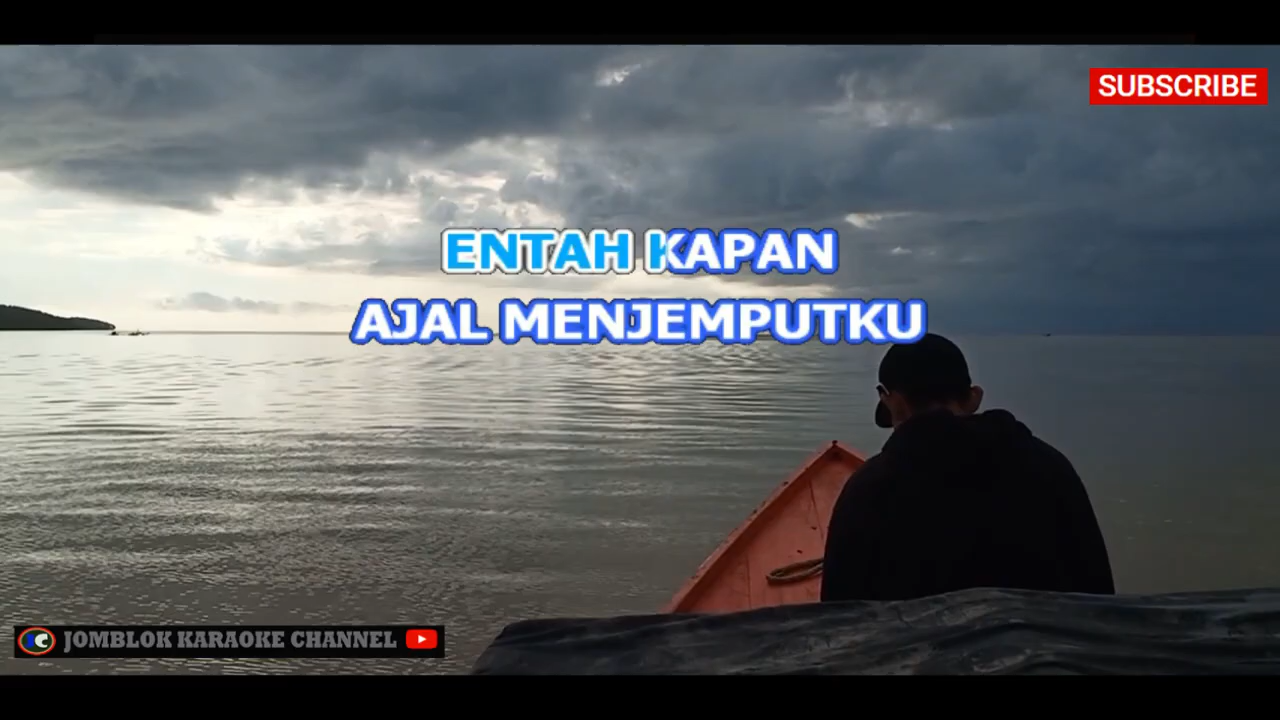 SUBSCRIBE
ENTAH KAPAN
AJAL MENJEMPUTKU
JOMBLOK KARAOKE CHANNEL